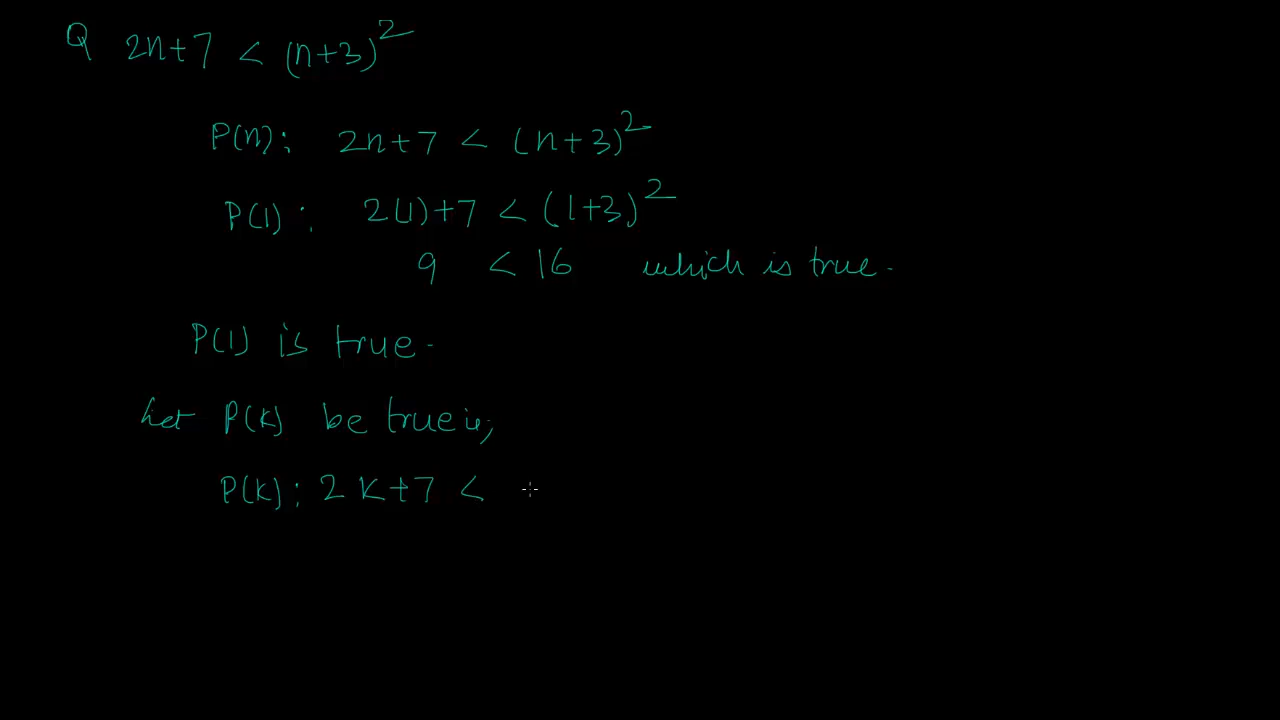 Q 2n+7 < (n+3)²
P(n): 2n+7 < (n+3)²
P(1): 2(1)+7 < (1+3)²
9 < 16 which is true.
P(1) is true.
Let P(k) be true ie;
P(k): 2k+7 <